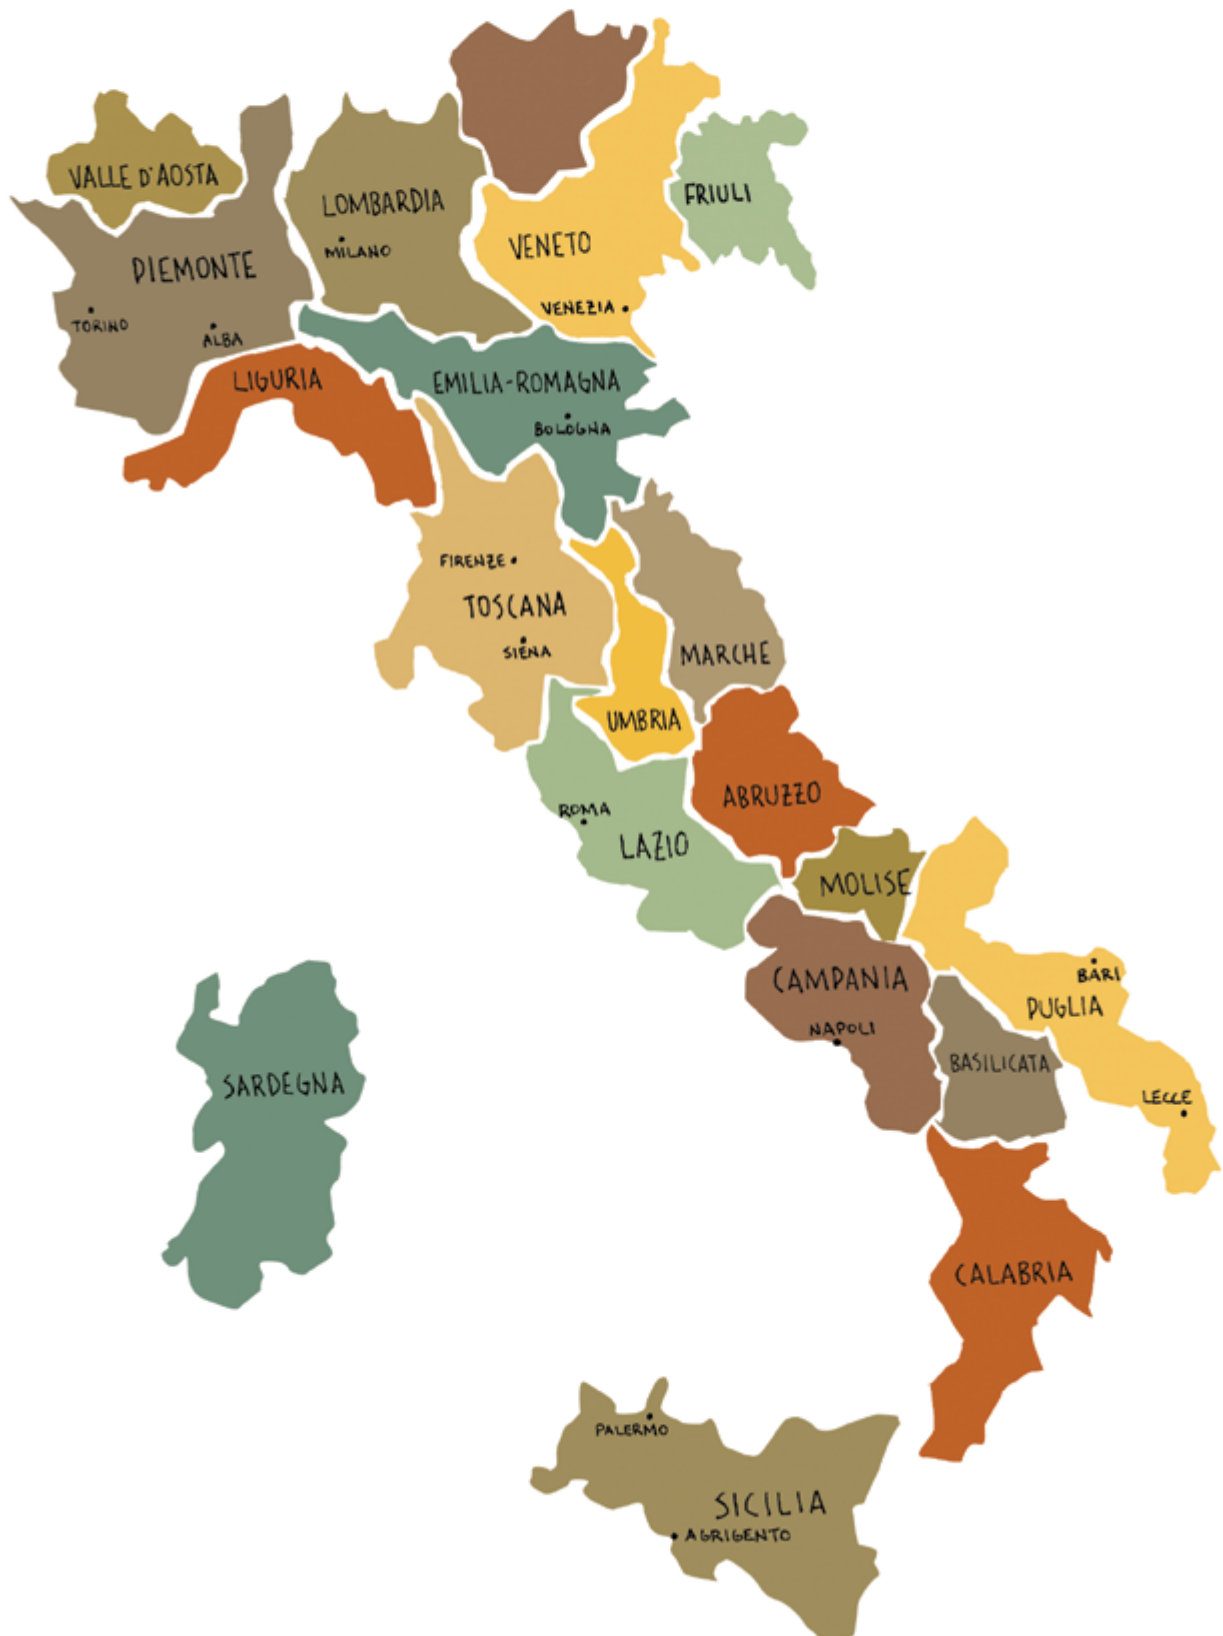 VALLE D'AOSTA
LOMBARDIA
MILANO
FRIULI
PIEMONTE
TORINO
ALBA
VENETO
VENEZIA
LIGURIA
EMILIA-ROMAGNA
BOLOGNA
FIRENZE
TOSCANA
SIENA
MARCHE
UMBRIA
ABRUZZO
ROMA
LAZIO
MOLISE
CAMPANIA
NAPOLI
BARI
PUGLIA
BASILICATA
LECCE
SARDEGNA
CALABRIA
PALERMO
SICILIA
AGRIGENTO